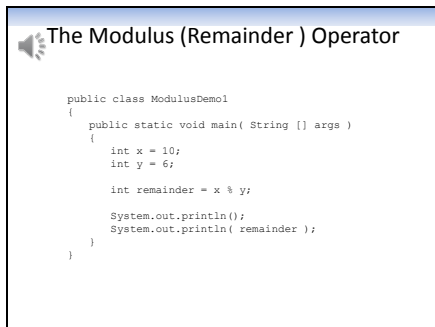 The Modulus (Remainder ) Operator
public class ModulusDemo1
{
public static void main( String [] args )
{
int x = 10;
int y = 6;
int remainder = x % y;
System.out.println();
System.out.println( remainder );
}
}